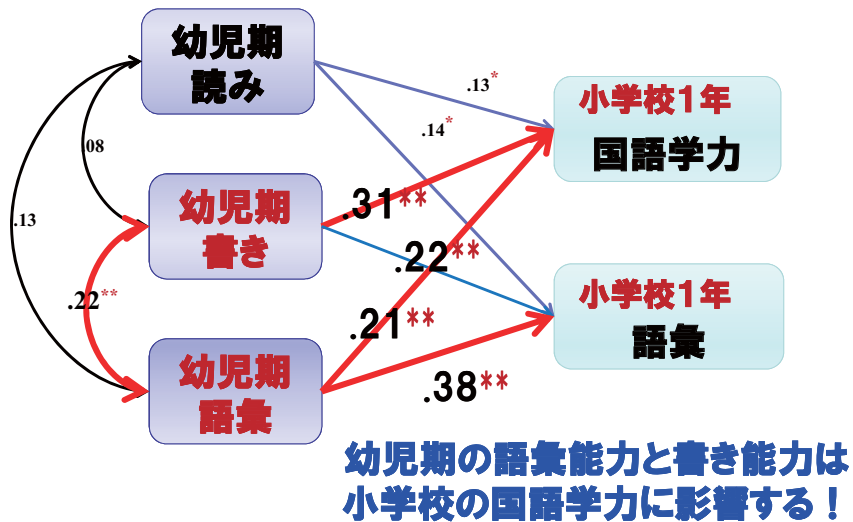 幼児期
読み
.13*
小学校1年
国語学力
.14*
08
幼児期
書き
.31**
.13
.22**
.22**
小学校1年
語彙
.21**
幼児期
語彙
.38**
幼児期の語彙能力と書き能力は
小学校の国語学力に影響する！